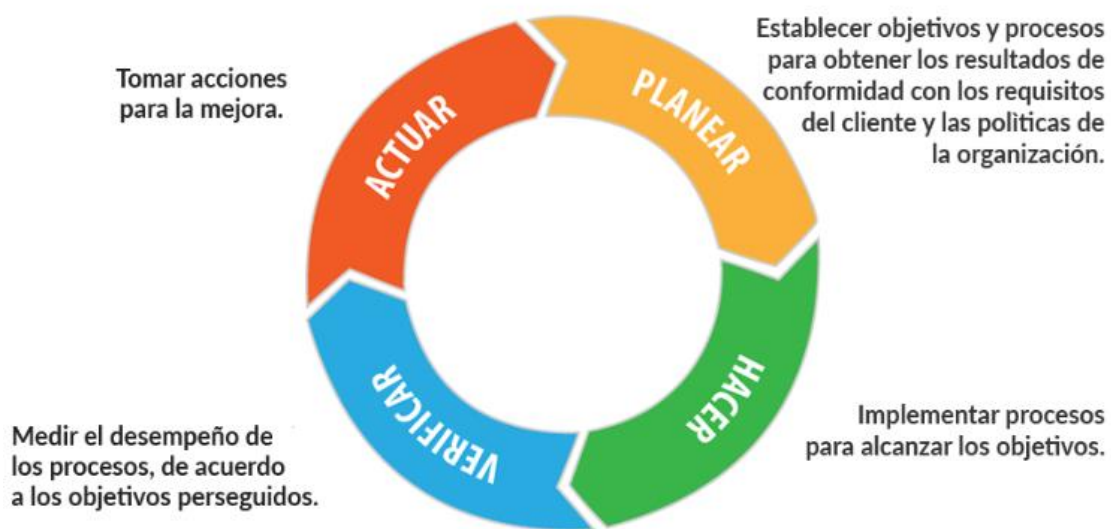 Establecer objetivos y procesos
para obtener los resultados de
conformidad con los requisitos
del cliente y las polìticas de
la organización.
Tomar acciones
para la mejora.
PLANEAR
ACTUAR
HACER
VERIFICAR
Implementar procesos
para alcanzar los objetivos.
Medir el desempeño de
los procesos, de acuerdo
a los objetivos perseguidos.